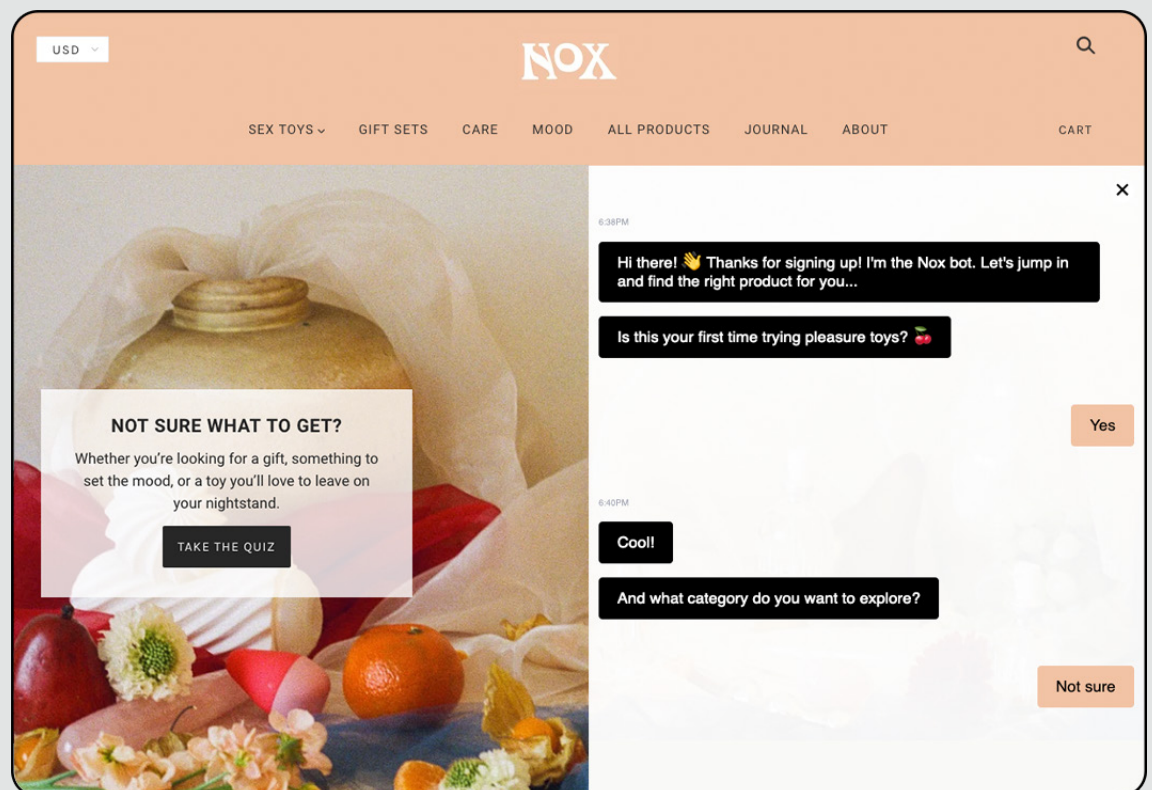 USD
NOX
SEX TOYS
GIFT SETS
CARE
MOOD
ALL PRODUCTS
JOURNAL
ABOUT
CART
NOT SURE WHAT TO GET?
Whether you're looking for a gift, something to
set the mood, or a toy you'll love to leave on
your nightstand.
TAKE THE QUIZ
6:38PM
Hi there! 👋 Thanks for signing up! I'm the Nox bot. Let's jump in
and find the right product for you...
Is this your first time trying pleasure toys? 🍒
Yes
6:40PM
Cool!
And what category do you want to explore?
Not sure